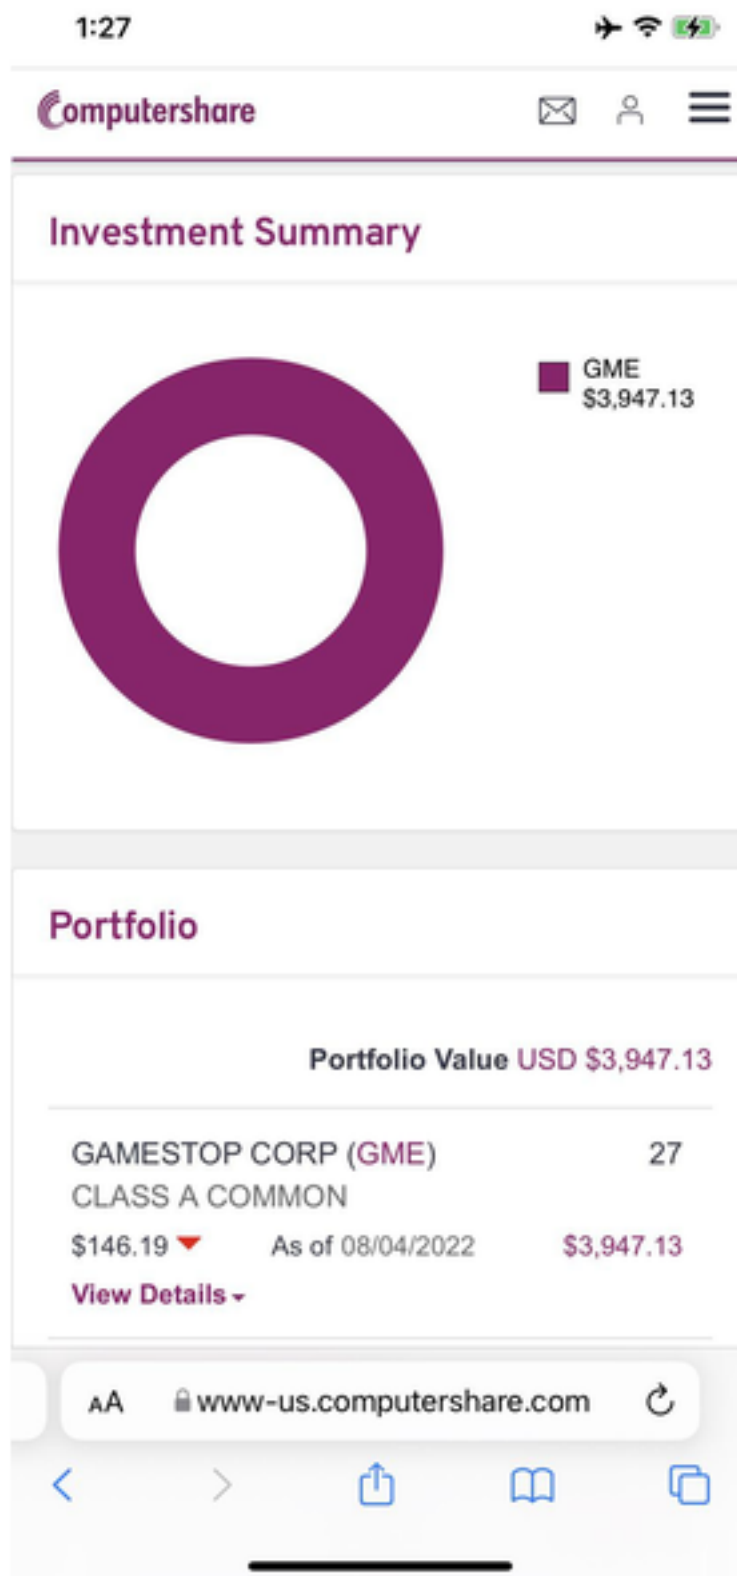 1:27
Computershare
Investment Summary
GME
$3,947.13
Portfolio
Portfolio Value USD $3,947.13
GAMESTOP CORP (GME) 27
CLASS A COMMON
$146.19 As of 08/04/2022 $3,947.13
View Details
AA www-us.computershare.com